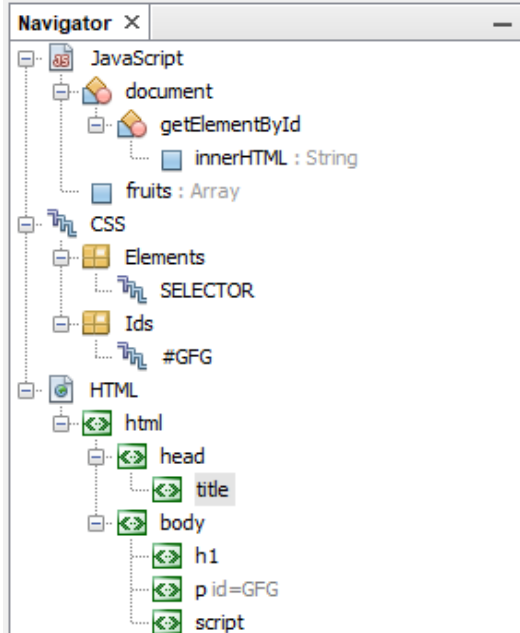 Navigator ×
JavaScript
document
getElementById
innerHTML : String
fruits : Array
CSS
Elements
SELECTOR
Ids
#GFG
HTML
html
head
title
body
h1
p id=GFG
script